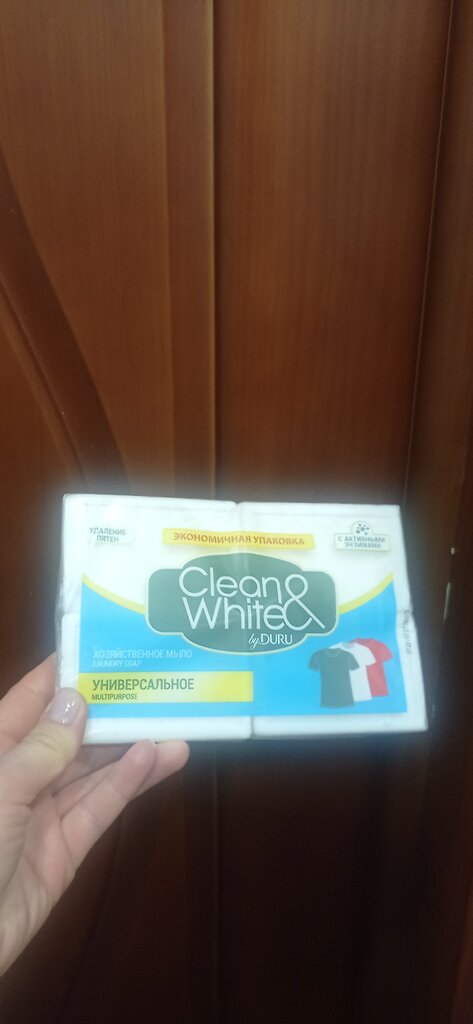 УДАЛЕНИЕ
ПЯТЕН
ЭКОНОМИЧНАЯ УПАКОВКА
С АКТИВНЫМИ
ЭНЗИМАМИ
Clean &
White
by DURU
ХОЗЯЙСТВЕННОЕ МЫЛО
LAUNDRY SOAP
УНИВЕРСАЛЬНОЕ
MULTIPURPOSE